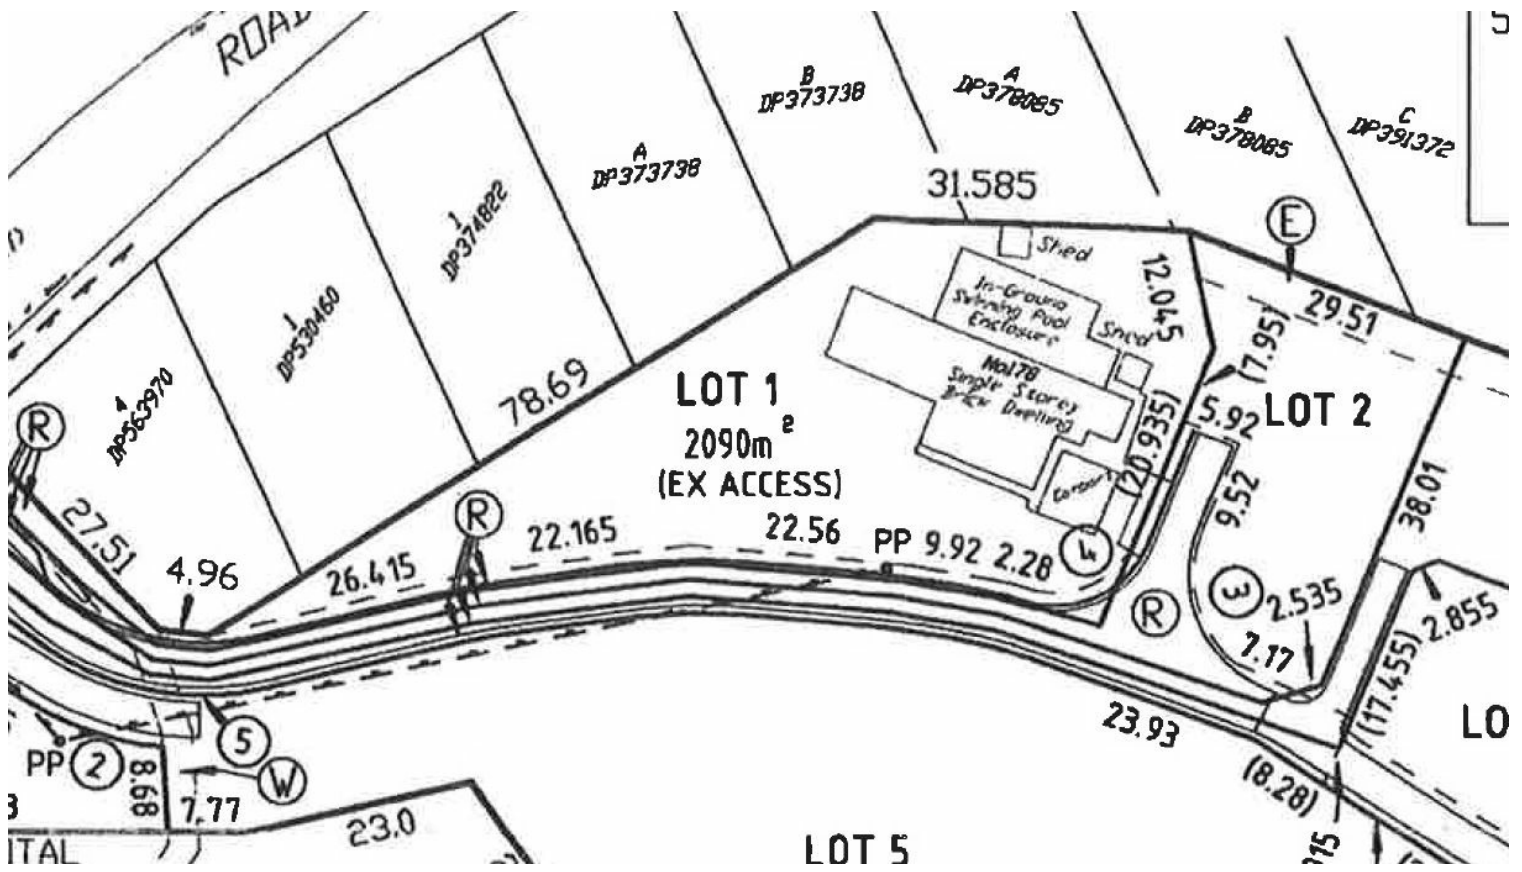 ROAD
5
B
DP373738
A
DP378085
B
DP378085
C
DP391372
A
DP373738
1
DP374822
1
DP530460
4
DP563970
31.585
E
Shed
In-Ground
Swimming Pool
Enclosure
Shed
12.045
29.51
(7.95)
No178
Single Storey
Brick Dwelling
Carport
78.69
LOT 1
2090m²
(EX ACCESS)
(20.935)
5.92
LOT 2
9.52
38.01
R
27.51
4.96
R
26.415
22.165
22.56
PP
9.92
2.28
4
R
3
2.535
7.17
2.855
(17.455)
LO
23.93
(8.28)
5
PP
2
W
8.68
7.77
23.0
ITAL
LOT 5